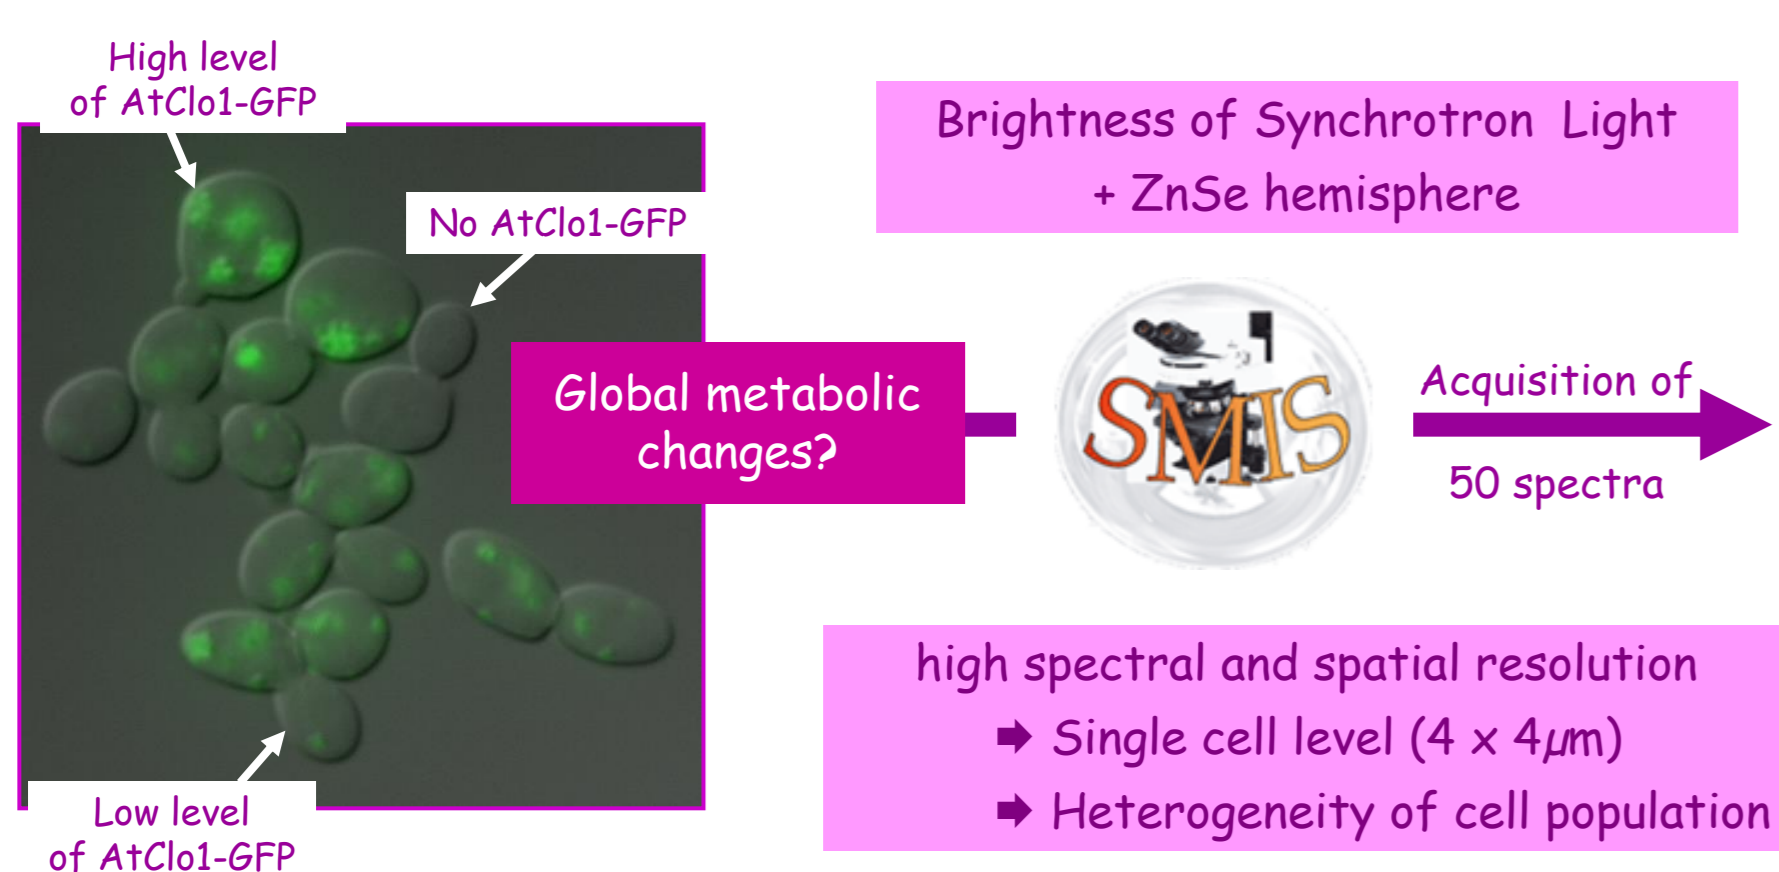 High level
of AtClo1-GFP
No AtClo1-GFP
Low level
of AtClo1-GFP
Global metabolic
changes?
Brightness of Synchrotron Light
+ ZnSe hemisphere
SMIS
Acquisition of
50 spectra
high spectral and spatial resolution
➡ Single cell level (4 x 4µm)
➡ Heterogeneity of cell population